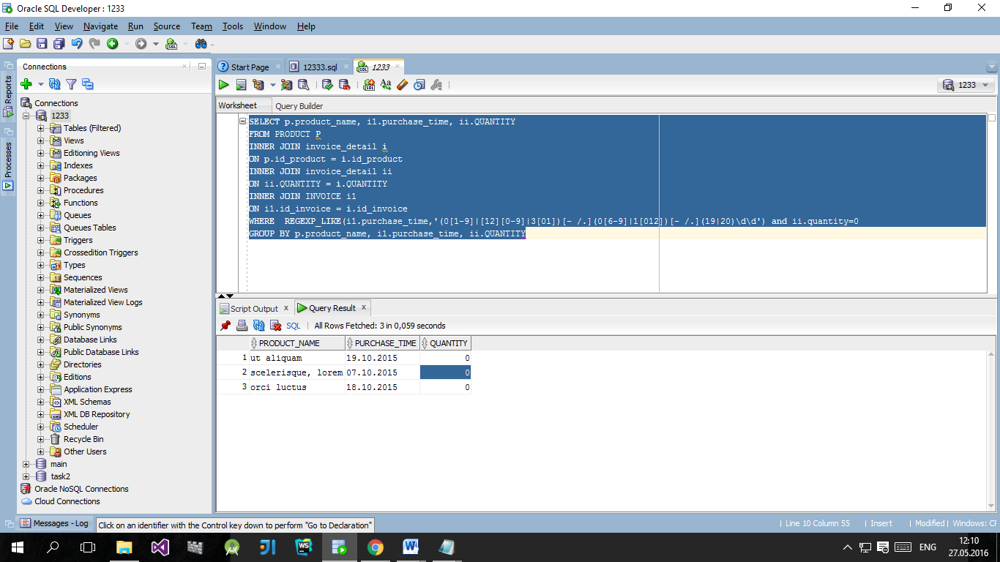 Oracle SQL Developer : 1233
File Edit View Navigate Run Source Team Tools Window Help
Connections
Start Page
12333.sql
1233
Reports
Processes
1233
Connections
1233
Tables (Filtered)
Views
Editioning Views
Indexes
Packages
Procedures
Functions
Queues
Queues Tables
Triggers
Crossedition Triggers
Types
Sequences
Materialized Views
Materialized View Logs
Synonyms
Public Synonyms
Database Links
Public Database Links
Directories
Editions
Application Express
XML Schemas
XML DB Repository
Scheduler
Recycle Bin
Other Users
main
task2
Oracle NoSQL Connections
Cloud Connections
Worksheet Query Builder
SELECT p.product_name, i1.purchase_time, ii.QUANTITY
FROM PRODUCT P
INNER JOIN invoice_detail i
ON p.id_product = i.id_product
INNER JOIN invoice_detail ii
ON ii.QUANTITY = i.QUANTITY
INNER JOIN INVOICE i1
ON i1.id_invoice = i.id_invoice
WHERE REGEXP_LIKE(i1.purchase_time,'(0[1-9]|[12][0-9]|3[01])[- /.](0[6-9]|1[012])[- /.](19|20)\d\d') and ii.quantity=0
GROUP BY p.product_name, i1.purchase_time, ii.QUANTITY
Script Output x Query Result x
SQL | All Rows Fetched: 3 in 0,059 seconds
PRODUCT_NAME PURCHASE_TIME QUANTITY
1 ut aliquam 19.10.2015 0
2 scelerisque, lorem 07.10.2015 0
3 orci luctus 18.10.2015 0
Messages - Log
Click on an identifier with the Control key down to perform "Go to Declaration"
| Line 10 Column 55 | Insert | Modified | Windows: CF
ENG
12:10
27.05.2016